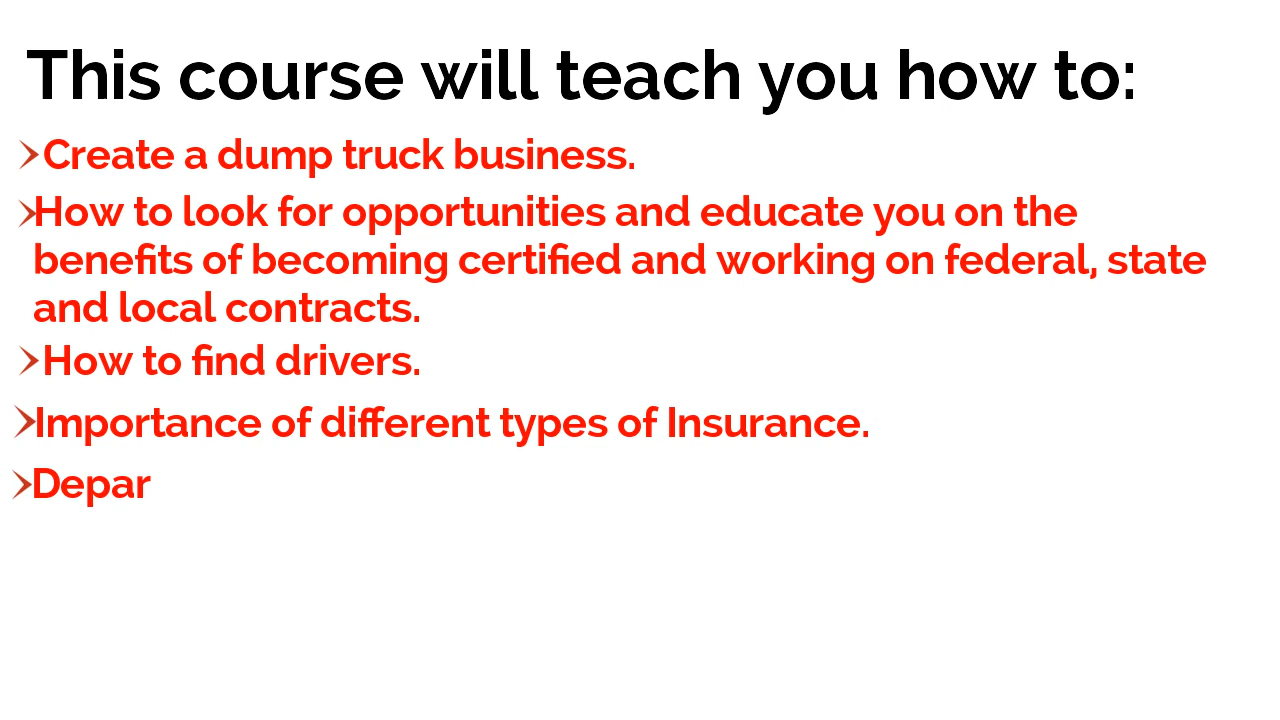 This course will teach you how to:
Create a dump truck business.
How to look for opportunities and educate you on the
benefits of becoming certified and working on federal, state
and local contracts.
How to find drivers.
Importance of different types of Insurance.
Depar